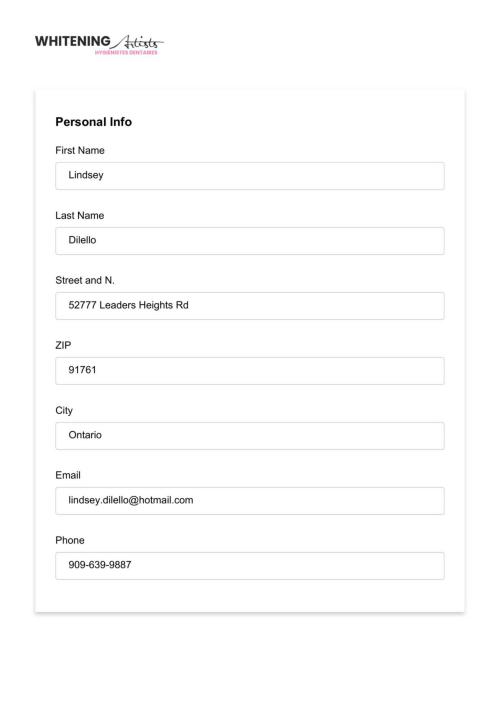 WHITENING Artists
HYGIÉNISTES DENTAIRES
Personal Info
First Name
Lindsey
Last Name
Dilello
Street and N.
52777 Leaders Heights Rd
ZIP
91761
City
Ontario
Email
lindsey.dilello@hotmail.com
Phone
909-639-9887